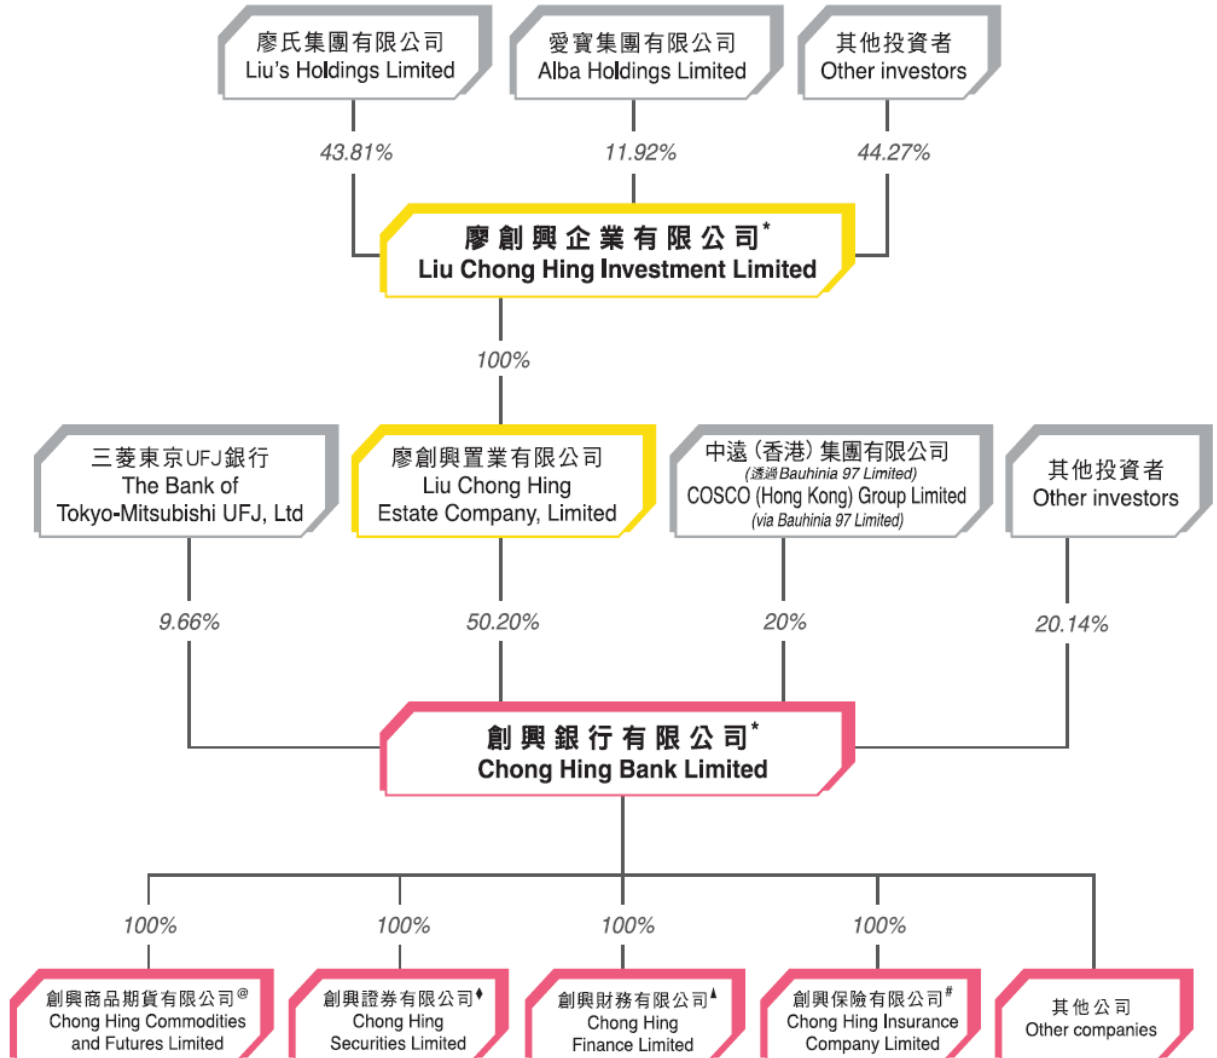 廖氏集團有限公司
Liu's Holdings Limited
愛寶集團有限公司
Alba Holdings Limited
其他投資者
Other investors
43.81%
11.92%
44.27%
廖創興企業有限公司*
Liu Chong Hing Investment Limited
100%
三菱東京UFJ銀行
The Bank of
Tokyo-Mitsubishi UFJ, Ltd
廖創興置業有限公司
Liu Chong Hing
Estate Company, Limited
中遠(香港)集團有限公司
(透過Bauhinia 97 Limited)
COSCO (Hong Kong) Group Limited
(via Bauhinia 97 Limited)
其他投資者
Other investors
9.66%
50.20%
20%
20.14%
創興銀行有限公司*
Chong Hing Bank Limited
100%
100%
100%
100%
創興商品期貨有限公司@
Chong Hing Commodities
and Futures Limited
創興證券有限公司♦
Chong Hing
Securities Limited
創興財務有限公司▲
Chong Hing
Finance Limited
創興保險有限公司#
Chong Hing Insurance
Company Limited
其他公司
Other companies